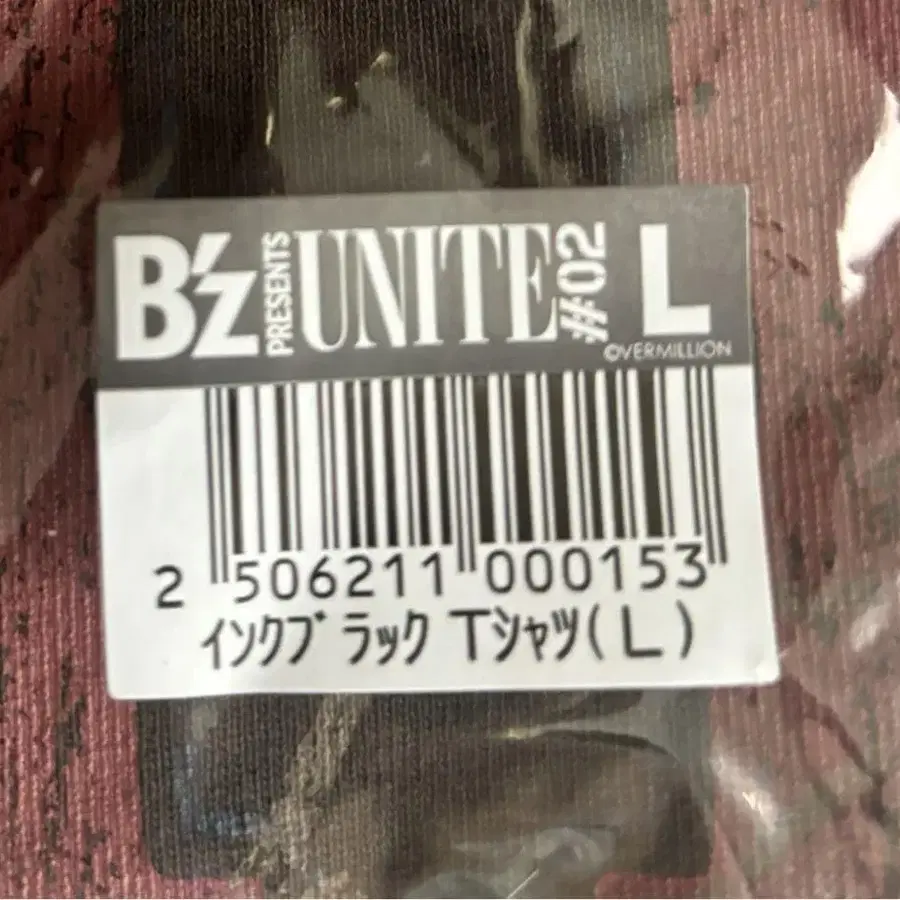 B'z PRESENTS UNITE #02 L
©VERMILLION
2 506211 000153
ｲﾝｸﾌﾞﾗｯｸ Tｼｬﾂ(L)